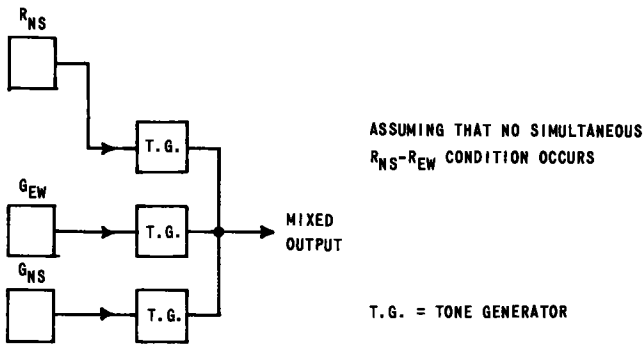 R_NS
T.G.
ASSUMING THAT NO SIMULTANEOUS
R_NS-R_EW CONDITION OCCURS
G_EW
T.G.
MIXED
OUTPUT
G_NS
T.G.
T.G. = TONE GENERATOR